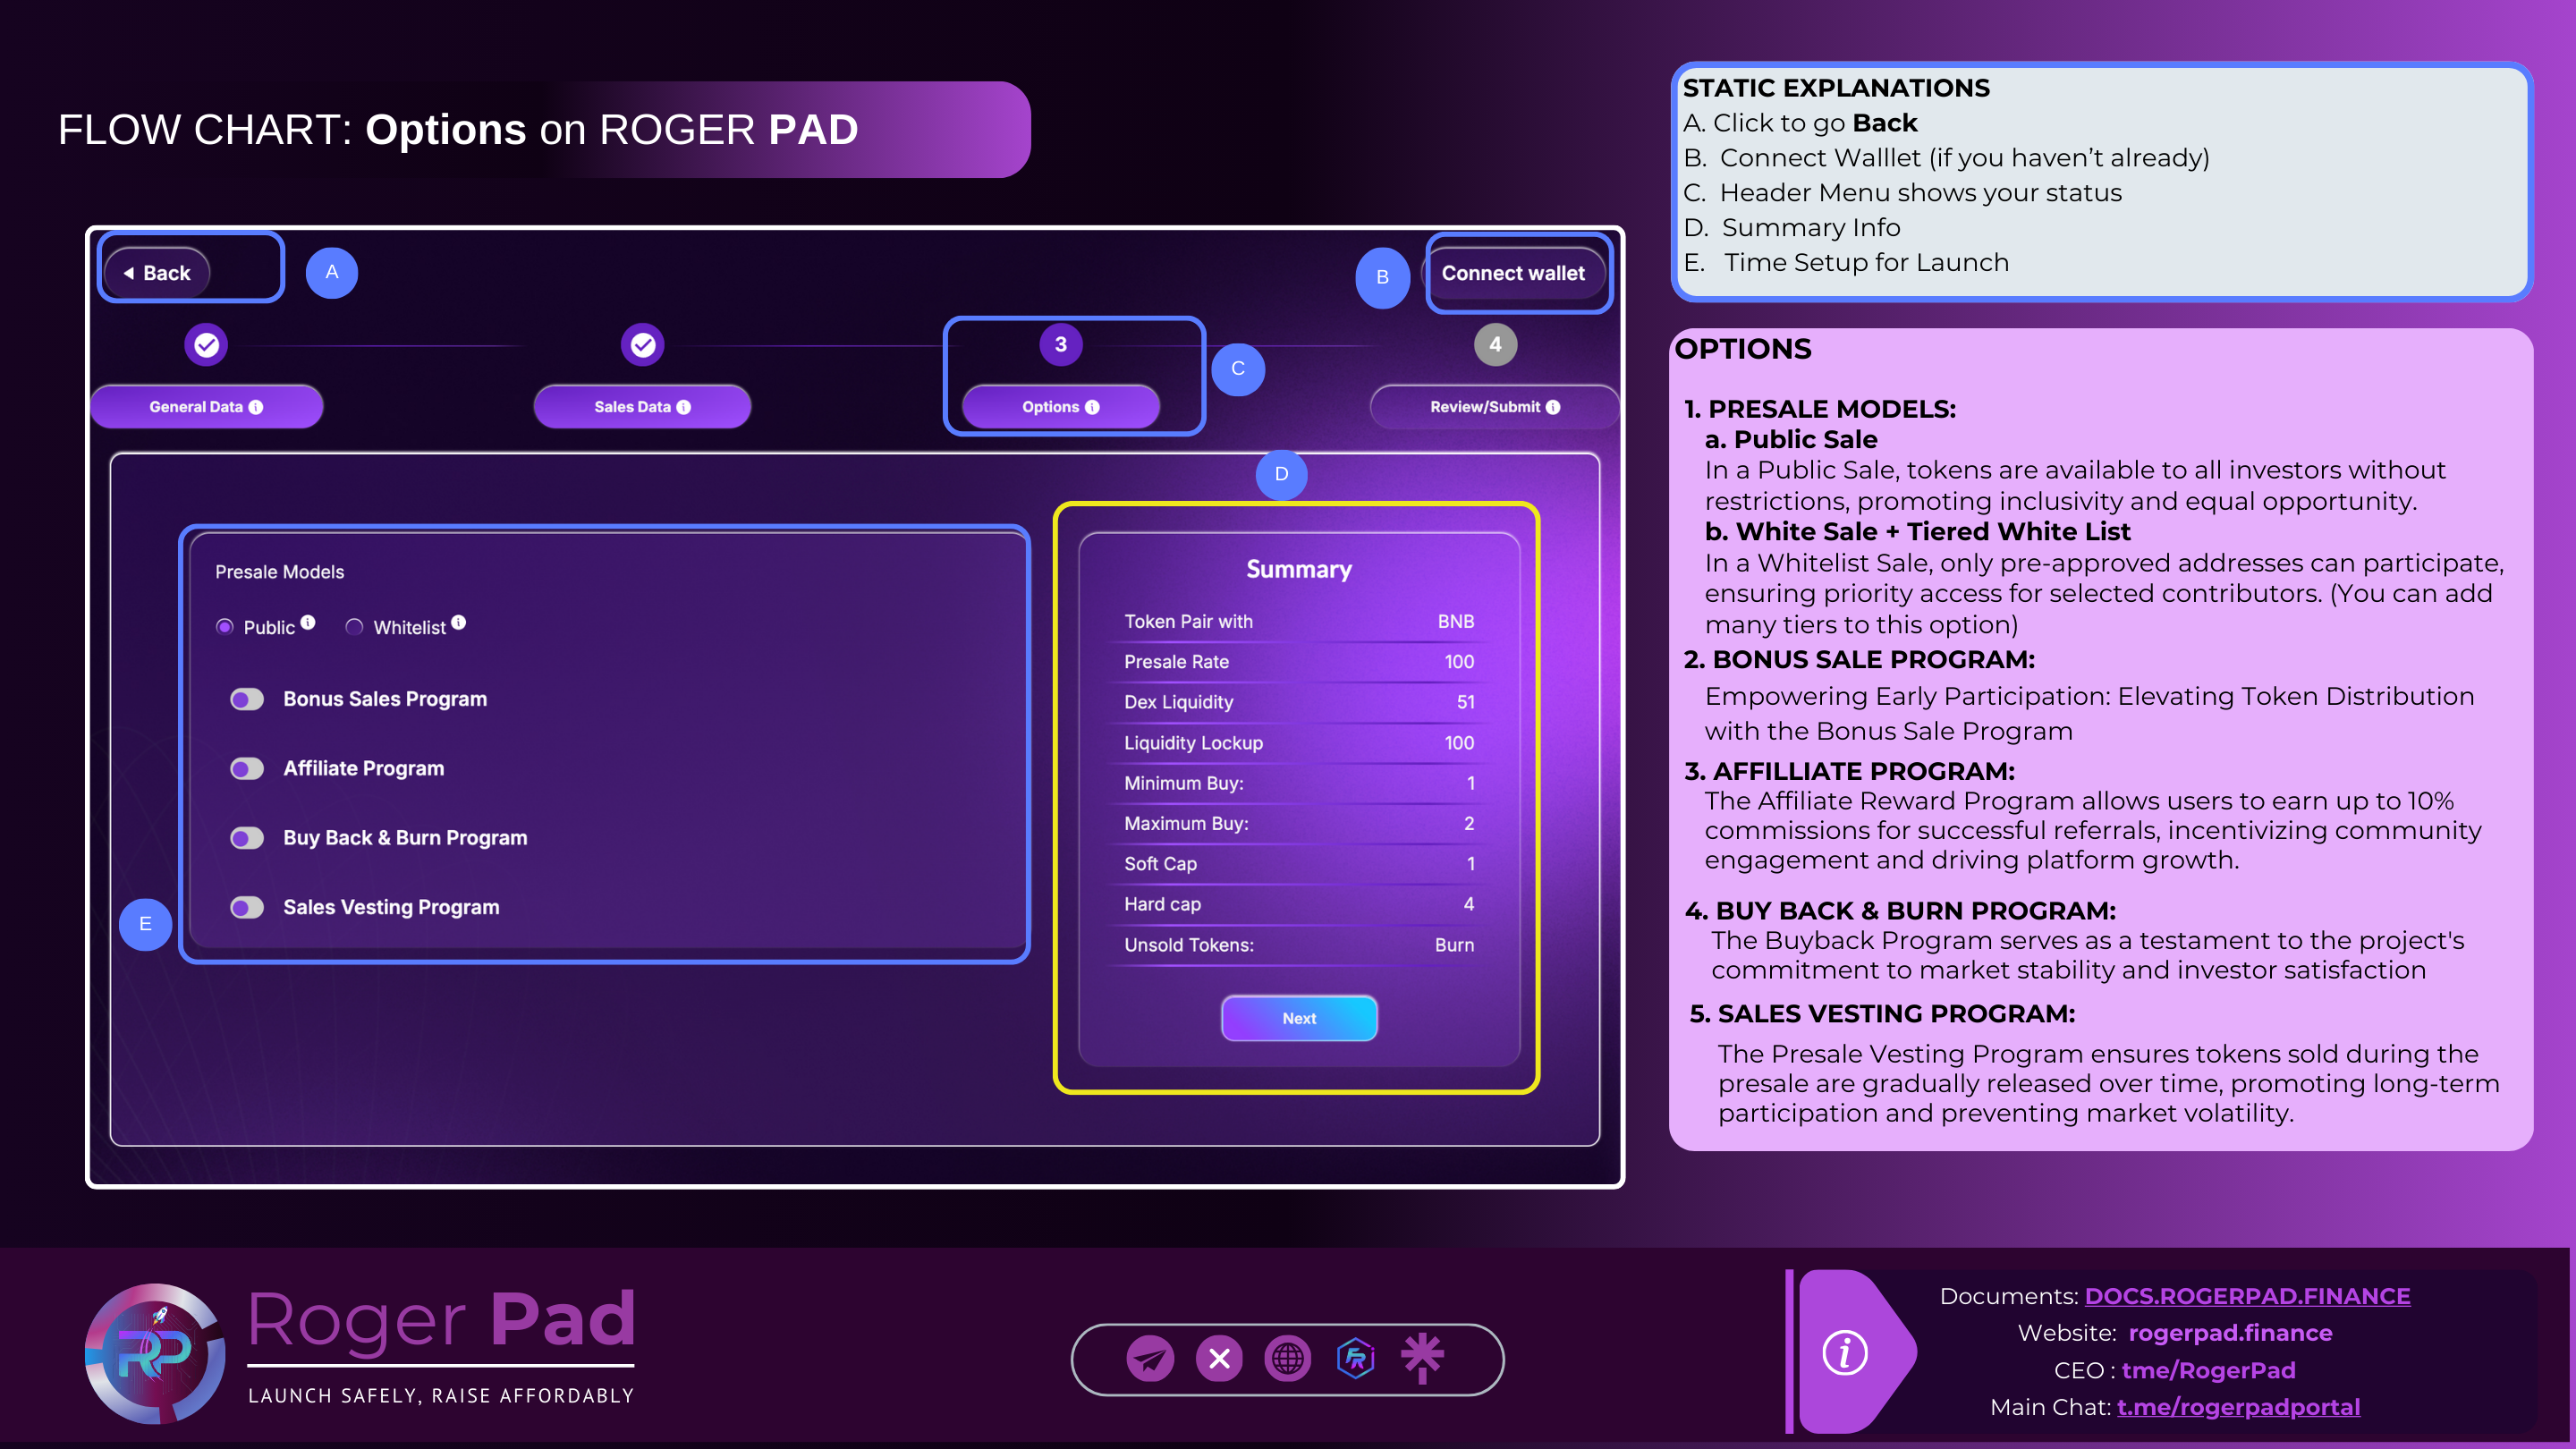 FLOW CHART: Options on ROGER PAD
Back
A
B
Connect wallet
3
4
C
General Data
Sales Data
Options
Review/Submit
D
Presale Models
Public
Whitelist
Bonus Sales Program
Affiliate Program
Buy Back & Burn Program
Sales Vesting Program
E
Summary
Token Pair with BNB
Presale Rate 100
Dex Liquidity 51
Liquidity Lockup 100
Minimum Buy: 1
Maximum Buy: 2
Soft Cap 1
Hard cap 4
Unsold Tokens: Burn
Next
STATIC EXPLANATIONS
A. Click to go Back
B. Connect Walllet (if you haven’t already)
C. Header Menu shows your status
D. Summary Info
E. Time Setup for Launch
OPTIONS
1. PRESALE MODELS:
a. Public Sale
In a Public Sale, tokens are available to all investors without
restrictions, promoting inclusivity and equal opportunity.
b. White Sale + Tiered White List
In a Whitelist Sale, only pre-approved addresses can participate,
ensuring priority access for selected contributors. (You can add
many tiers to this option)
2. BONUS SALE PROGRAM:
Empowering Early Participation: Elevating Token Distribution
with the Bonus Sale Program
3. AFFILLIATE PROGRAM:
The Affiliate Reward Program allows users to earn up to 10%
commissions for successful referrals, incentivizing community
engagement and driving platform growth.
4. BUY BACK & BURN PROGRAM:
The Buyback Program serves as a testament to the project's
commitment to market stability and investor satisfaction
5. SALES VESTING PROGRAM:
The Presale Vesting Program ensures tokens sold during the
presale are gradually released over time, promoting long-term
participation and preventing market volatility.
RP
Roger Pad
LAUNCH SAFELY, RAISE AFFORDABLY
Documents: DOCS.ROGERPAD.FINANCE
Website: rogerpad.finance
CEO : tme/RogerPad
Main Chat: t.me/rogerpadportal